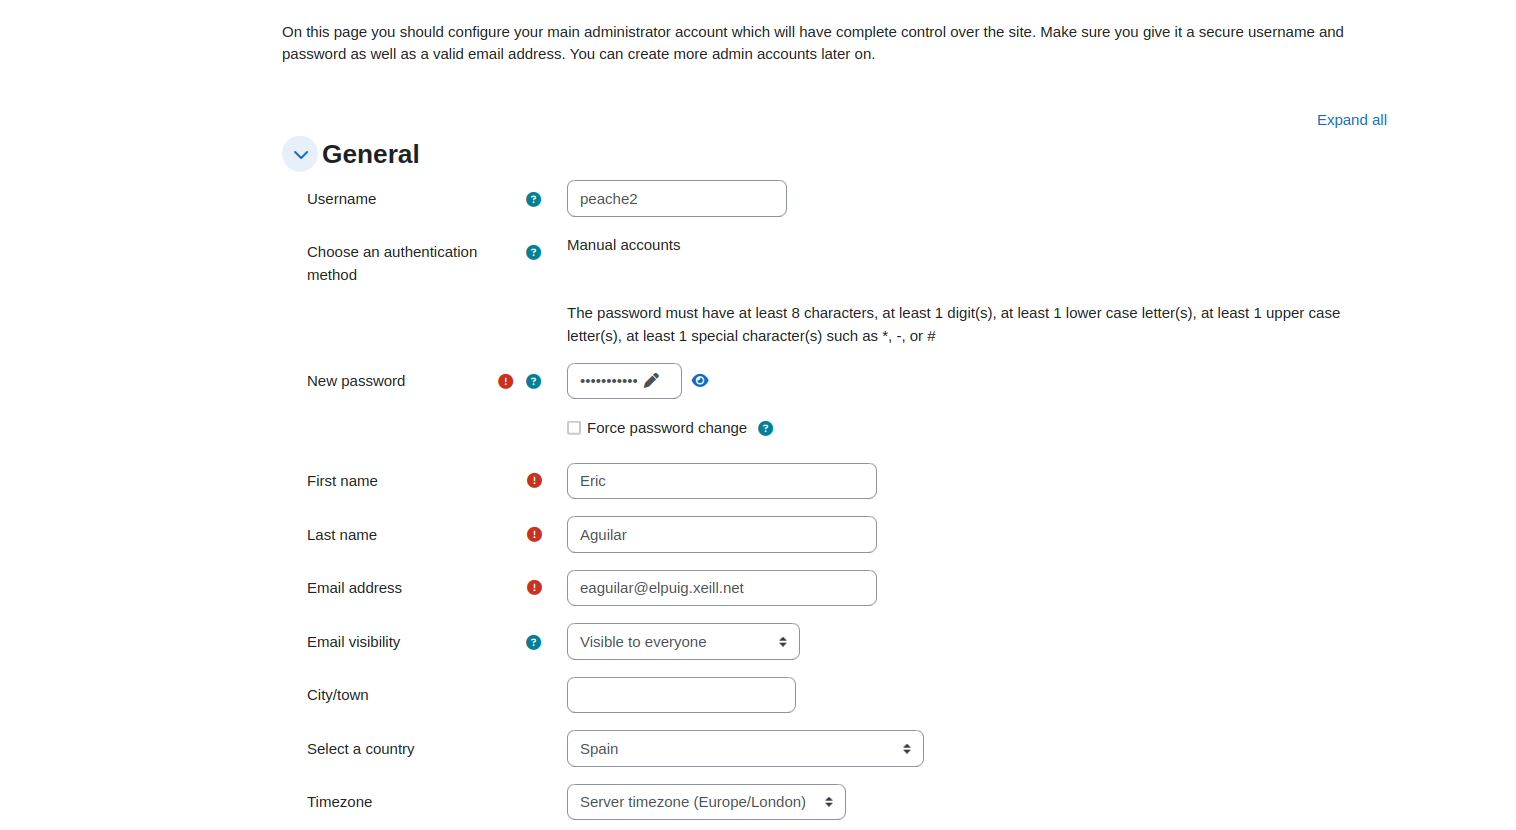 On this page you should configure your main administrator account which will have complete control over the site. Make sure you give it a secure username and
password as well as a valid email address. You can create more admin accounts later on.
Expand all
General
Username
peache2
Choose an authentication
method
Manual accounts
The password must have at least 8 characters, at least 1 digit(s), at least 1 lower case letter(s), at least 1 upper case
letter(s), at least 1 special character(s) such as *, -, or #
New password
•••••••••••
Force password change
First name
Eric
Last name
Aguilar
Email address
eaguilar@elpuig.xeill.net
Email visibility
Visible to everyone
City/town
Select a country
Spain
Timezone
Server timezone (Europe/London)